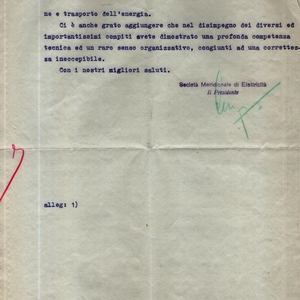 ne e trasporto dell'energia.
Ci è anche grato aggiungere che nel disimpegno dei diversi ed
importantissimi compiti avete dimostrato una profonda competenza
tecnica ed un raro senso organizzativo, congiunti ad una correttez-
za ineccepibile.
Con i nostri migliori saluti.
Società Meridionale di Elettricità
Il Presidente
alleg: 1)